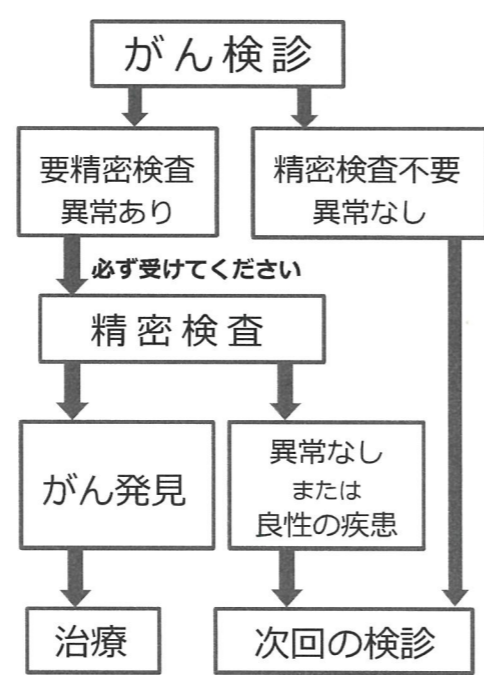 がん検診
要精密検査
異常あり
精密検査不要
異常なし
必ず受けてください
精密検査
がん発見
異常なし
または
良性の疾患
治療
次回の検診